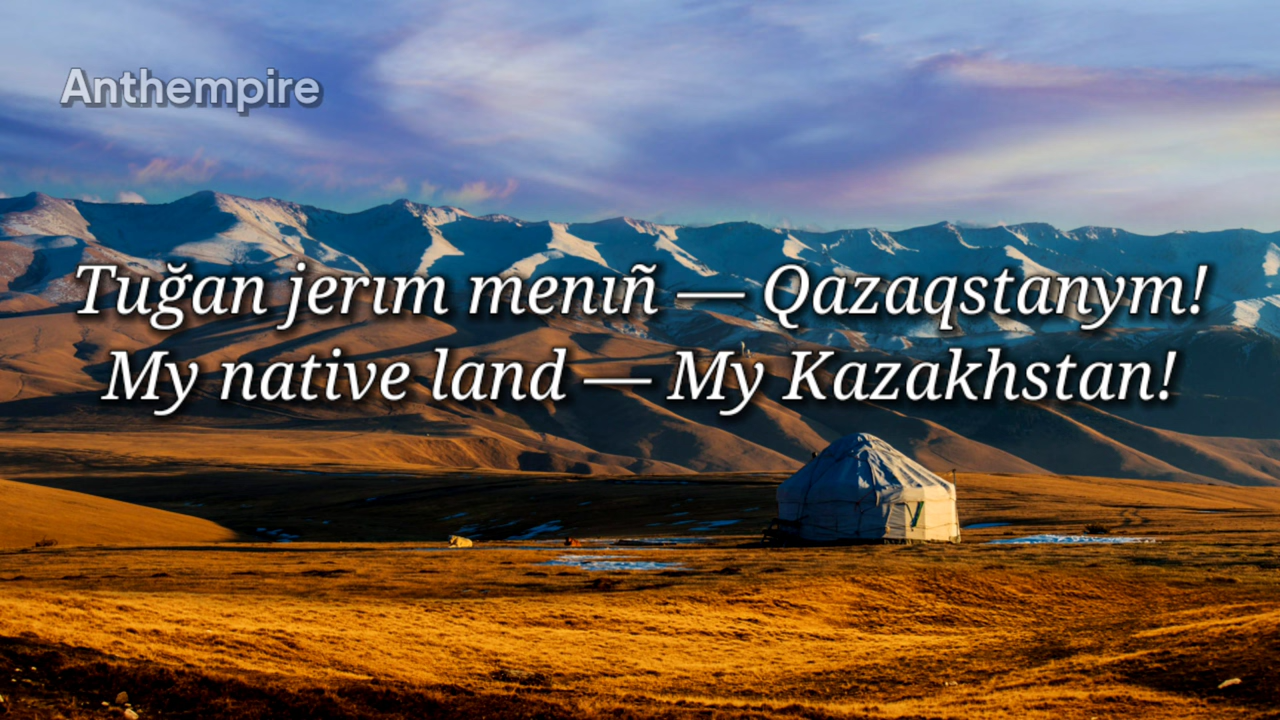 Anthempire
Tuğan jerım menıñ — Qazaqstanym!
My native land — My Kazakhstan!